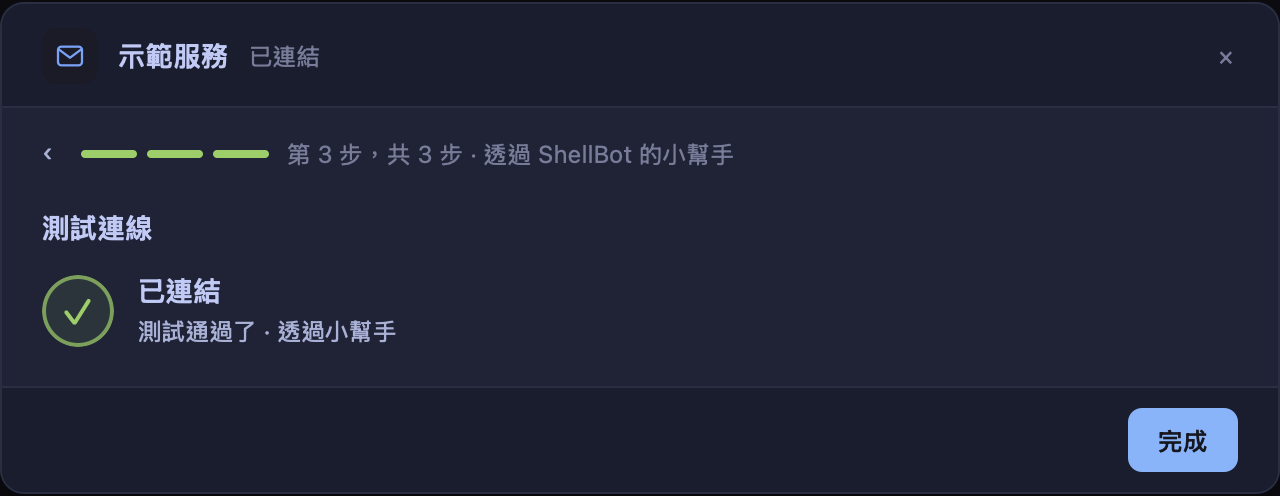 示範服務 已連結
×
‹ 第 3 步，共 3 步 · 透過 ShellBot 的小幫手
測試連線
已連結
測試通過了 · 透過小幫手
完成